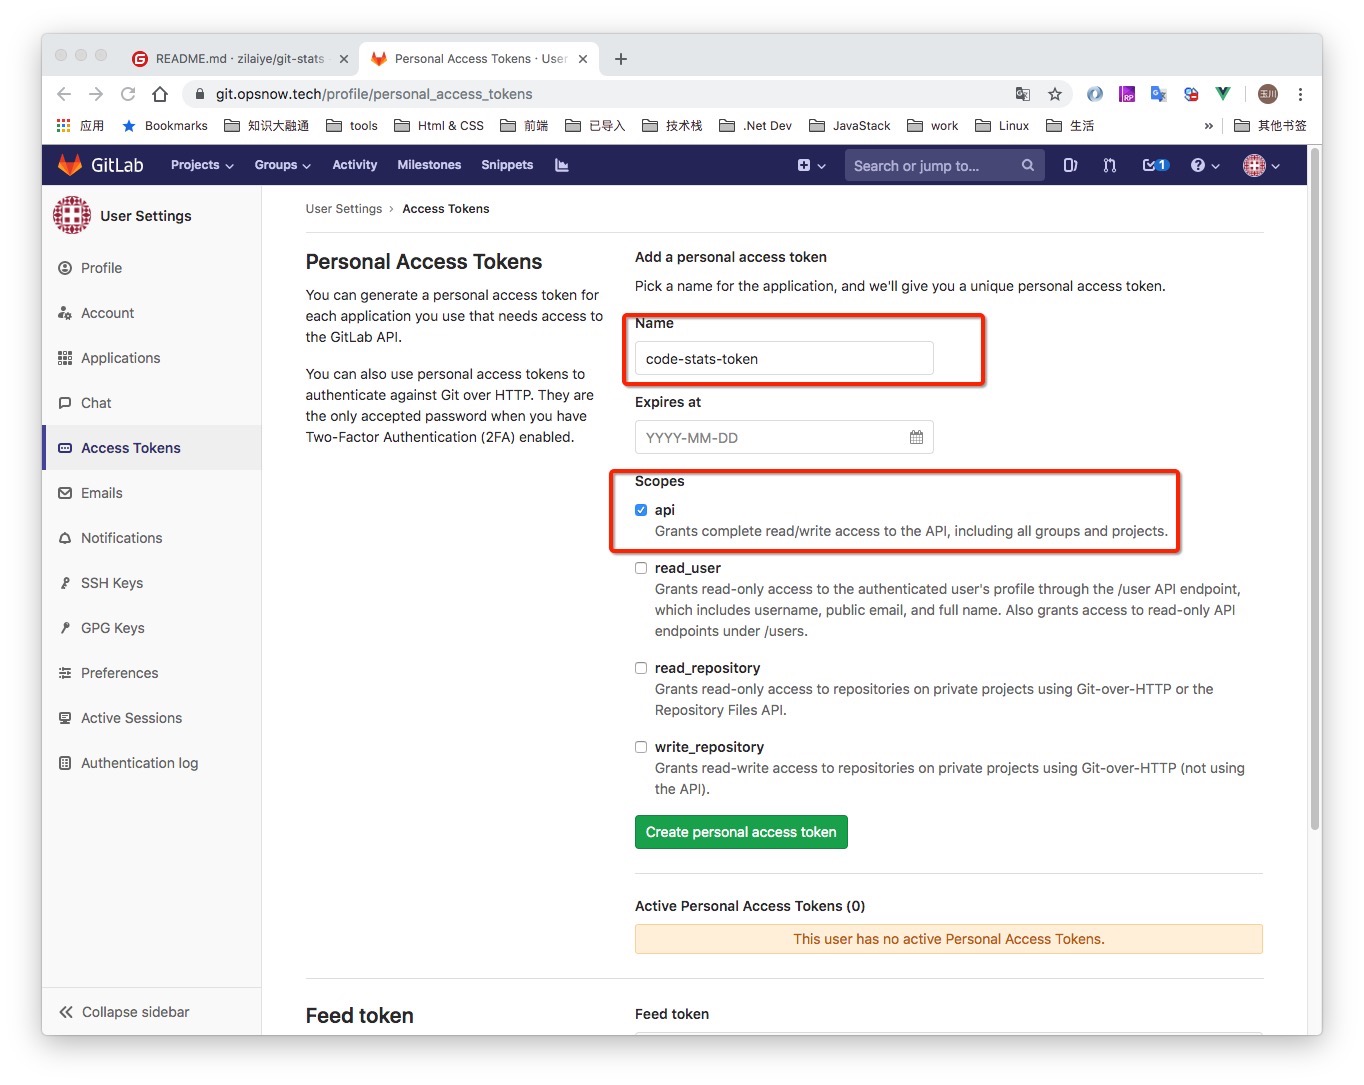 README.md · zilaiye/git-stats
Personal Access Tokens · User
git.opsnow.tech/profile/personal_access_tokens
玉川
应用
Bookmarks
知识大融通
tools
Html & CSS
前端
已导入
技术栈
.Net Dev
JavaStack
work
Linux
生活
»
其他书签
GitLab
Projects
Groups
Activity
Milestones
Snippets
Search or jump to...
1
User Settings
Profile
Account
Applications
Chat
Access Tokens
Emails
Notifications
SSH Keys
GPG Keys
Preferences
Active Sessions
Authentication log
Collapse sidebar
User Settings › Access Tokens
Personal Access Tokens
You can generate a personal access token for
each application you use that needs access to
the GitLab API.
You can also use personal access tokens to
authenticate against Git over HTTP. They are
the only accepted password when you have
Two-Factor Authentication (2FA) enabled.
Add a personal access token
Pick a name for the application, and we'll give you a unique personal access token.
Name
code-stats-token
Expires at
YYYY-MM-DD
Scopes
api
Grants complete read/write access to the API, including all groups and projects.
read_user
Grants read-only access to the authenticated user's profile through the /user API endpoint,
which includes username, public email, and full name. Also grants access to read-only API
endpoints under /users.
read_repository
Grants read-only access to repositories on private projects using Git-over-HTTP or the
Repository Files API.
write_repository
Grants read-write access to repositories on private projects using Git-over-HTTP (not using
the API).
Create personal access token
Active Personal Access Tokens (0)
This user has no active Personal Access Tokens.
Feed token
Feed token